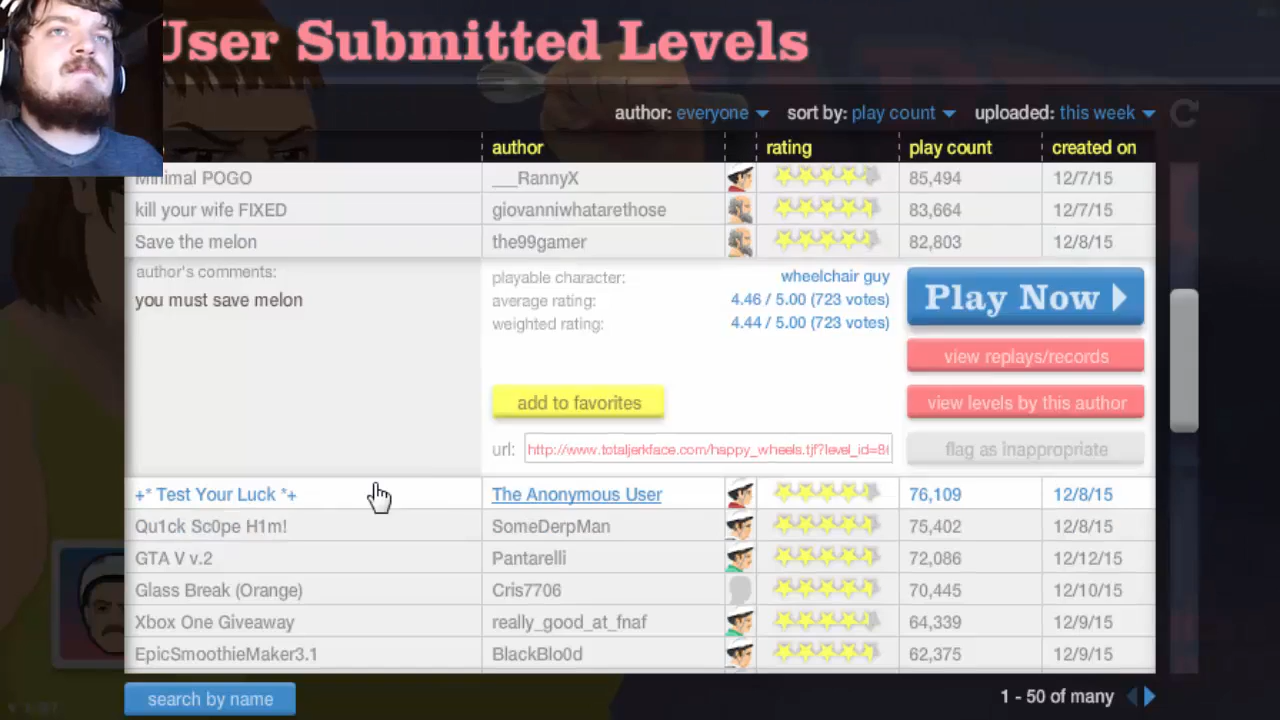 User Submitted Levels
author: everyone sort by: play count uploaded: this week
author rating play count created on
Minimal POGO ___RannyX 85,494 12/7/15
kill your wife FIXED giovanniwhatarethose 83,664 12/7/15
Save the melon the99gamer 82,803 12/8/15
author's comments:
you must save melon
playable character: wheelchair guy
average rating: 4.46 / 5.00 (723 votes)
weighted rating: 4.44 / 5.00 (723 votes)
Play Now
view replays/records
add to favorites
view levels by this author
url: http://www.totaljerkface.com/happy_wheels.tjf?level_id=8
flag as inappropriate
+* Test Your Luck *+ The Anonymous User 76,109 12/8/15
Qu1ck Sc0pe H1m! SomeDerpMan 75,402 12/8/15
GTA V v.2 Pantarelli 72,086 12/12/15
Glass Break (Orange) Cris7706 70,445 12/10/15
Xbox One Giveaway really_good_at_fnaf 64,339 12/9/15
EpicSmoothieMaker3.1 BlackBlo0d 62,375 12/9/15
search by name
1 - 50 of many